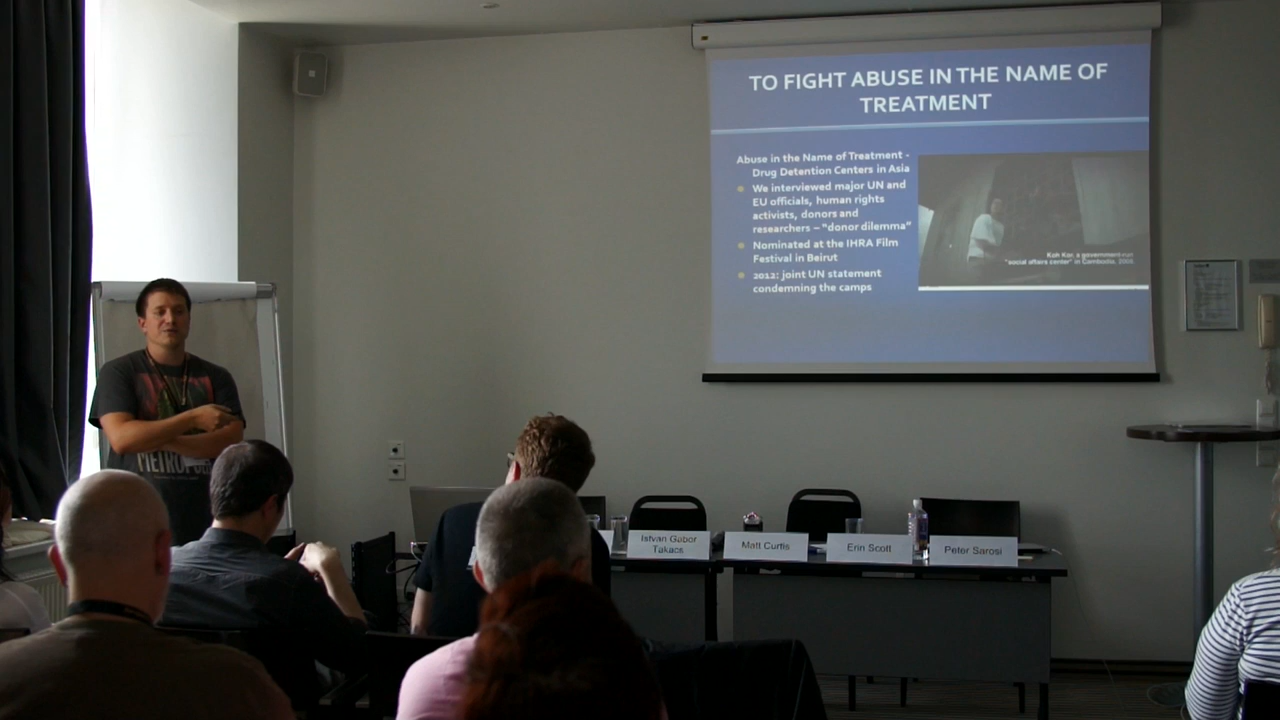 TO FIGHT ABUSE IN THE NAME OF
TREATMENT
Abuse in the Name of Treatment -
Drug Detention Centers in Asia
We interviewed major UN and
EU officials, human rights
activists, donors and
researchers – "donor dilemma"
Nominated at the IHRA Film
Festival in Beirut
2012: joint UN statement
condemning the camps
Koh Kor, a government-run
"social affairs center" in Cambodia, 2008.
Istvan Gabor
Takacs
Matt Curtis
Erin Scott
Peter Sarosi